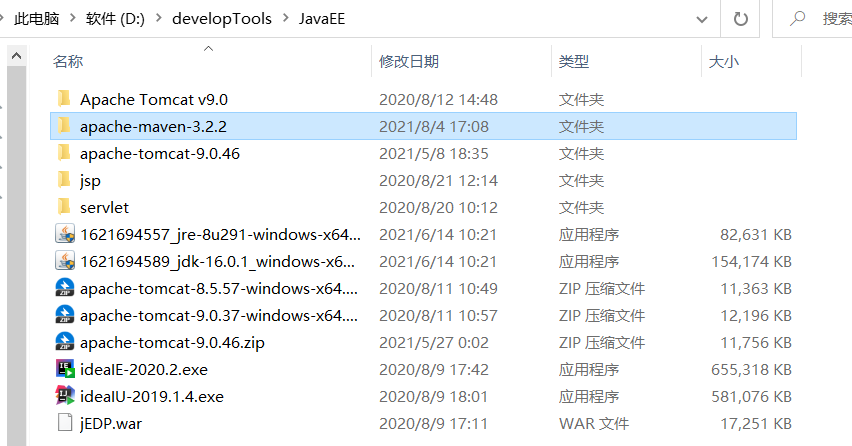 此电脑 > 软件 (D:) > developTools > JavaEE 搜索
名称 修改日期 类型 大小
Apache Tomcat v9.0 2020/8/12 14:48 文件夹
apache-maven-3.2.2 2021/8/4 17:08 文件夹
apache-tomcat-9.0.46 2021/5/8 18:35 文件夹
jsp 2020/8/21 12:14 文件夹
servlet 2020/8/20 10:12 文件夹
1621694557_jre-8u291-windows-x64... 2021/6/14 10:21 应用程序 82,631 KB
1621694589_jdk-16.0.1_windows-x6... 2021/6/14 10:21 应用程序 154,174 KB
apache-tomcat-8.5.57-windows-x64.... 2020/8/11 10:49 ZIP 压缩文件 11,363 KB
apache-tomcat-9.0.37-windows-x64.... 2020/8/11 10:57 ZIP 压缩文件 12,196 KB
apache-tomcat-9.0.46.zip 2021/5/27 0:02 ZIP 压缩文件 11,756 KB
ideaIE-2020.2.exe 2020/8/9 17:42 应用程序 655,318 KB
ideaIU-2019.1.4.exe 2020/8/9 18:01 应用程序 581,076 KB
jEDP.war 2020/8/9 17:11 WAR 文件 17,251 KB